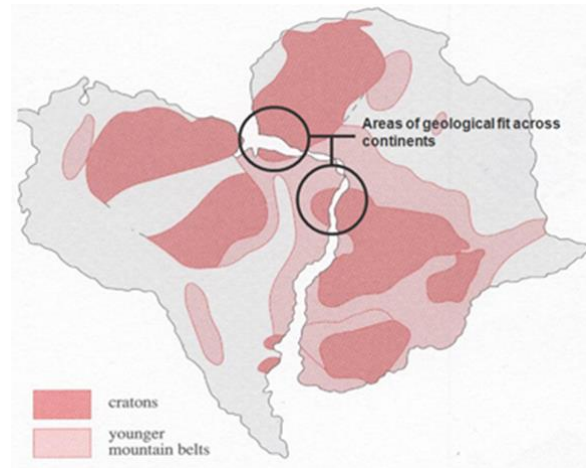 Areas of geological fit across
continents
cratons
younger
mountain belts